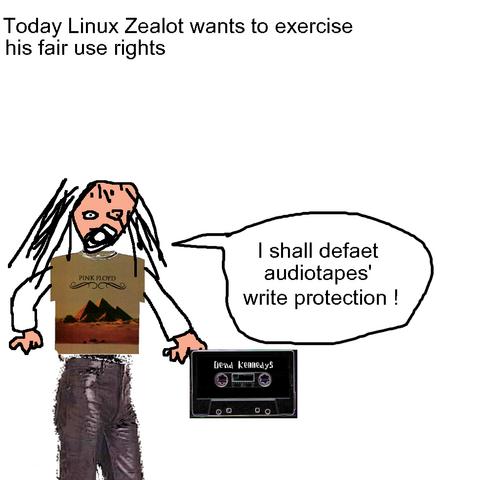 Today Linux Zealot wants to exercise
his fair use rights
I shall defaet
audiotapes'
write protection !
PINK FLOYD
Dead Kennedys